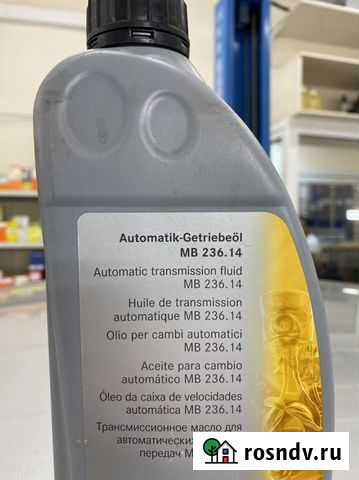 Automatik-Getriebeöl
MB 236.14
Automatic transmission fluid
MB 236.14
Huile de transmission
automatique MB 236.14
Olio per cambi automatici
MB 236.14
Aceite para cambio
automático MB 236.14
Óleo da caixa de velocidades
automática MB 236.14
Трансмиссионное масло для
автоматических
передач
rosndv.ru